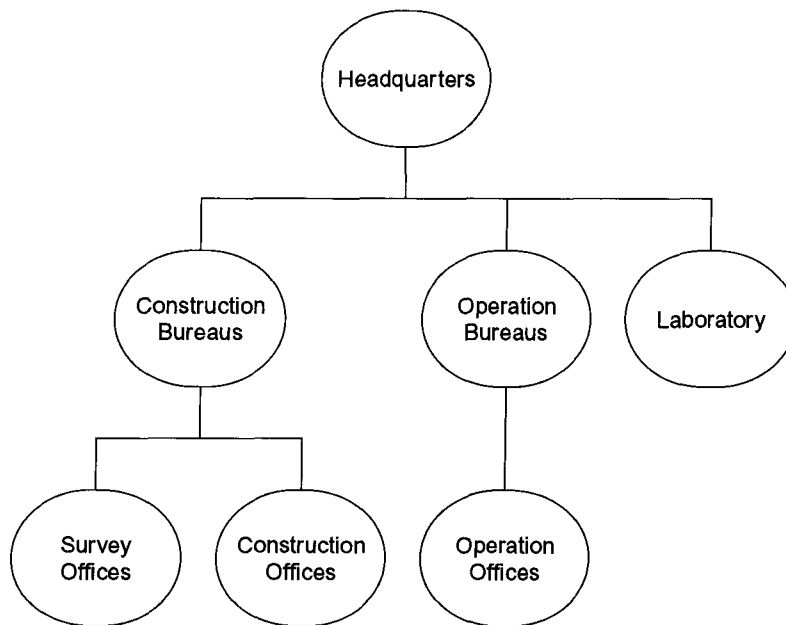 Headquarters
Construction
Bureaus
Operation
Bureaus
Laboratory
Survey
Offices
Construction
Offices
Operation
Offices